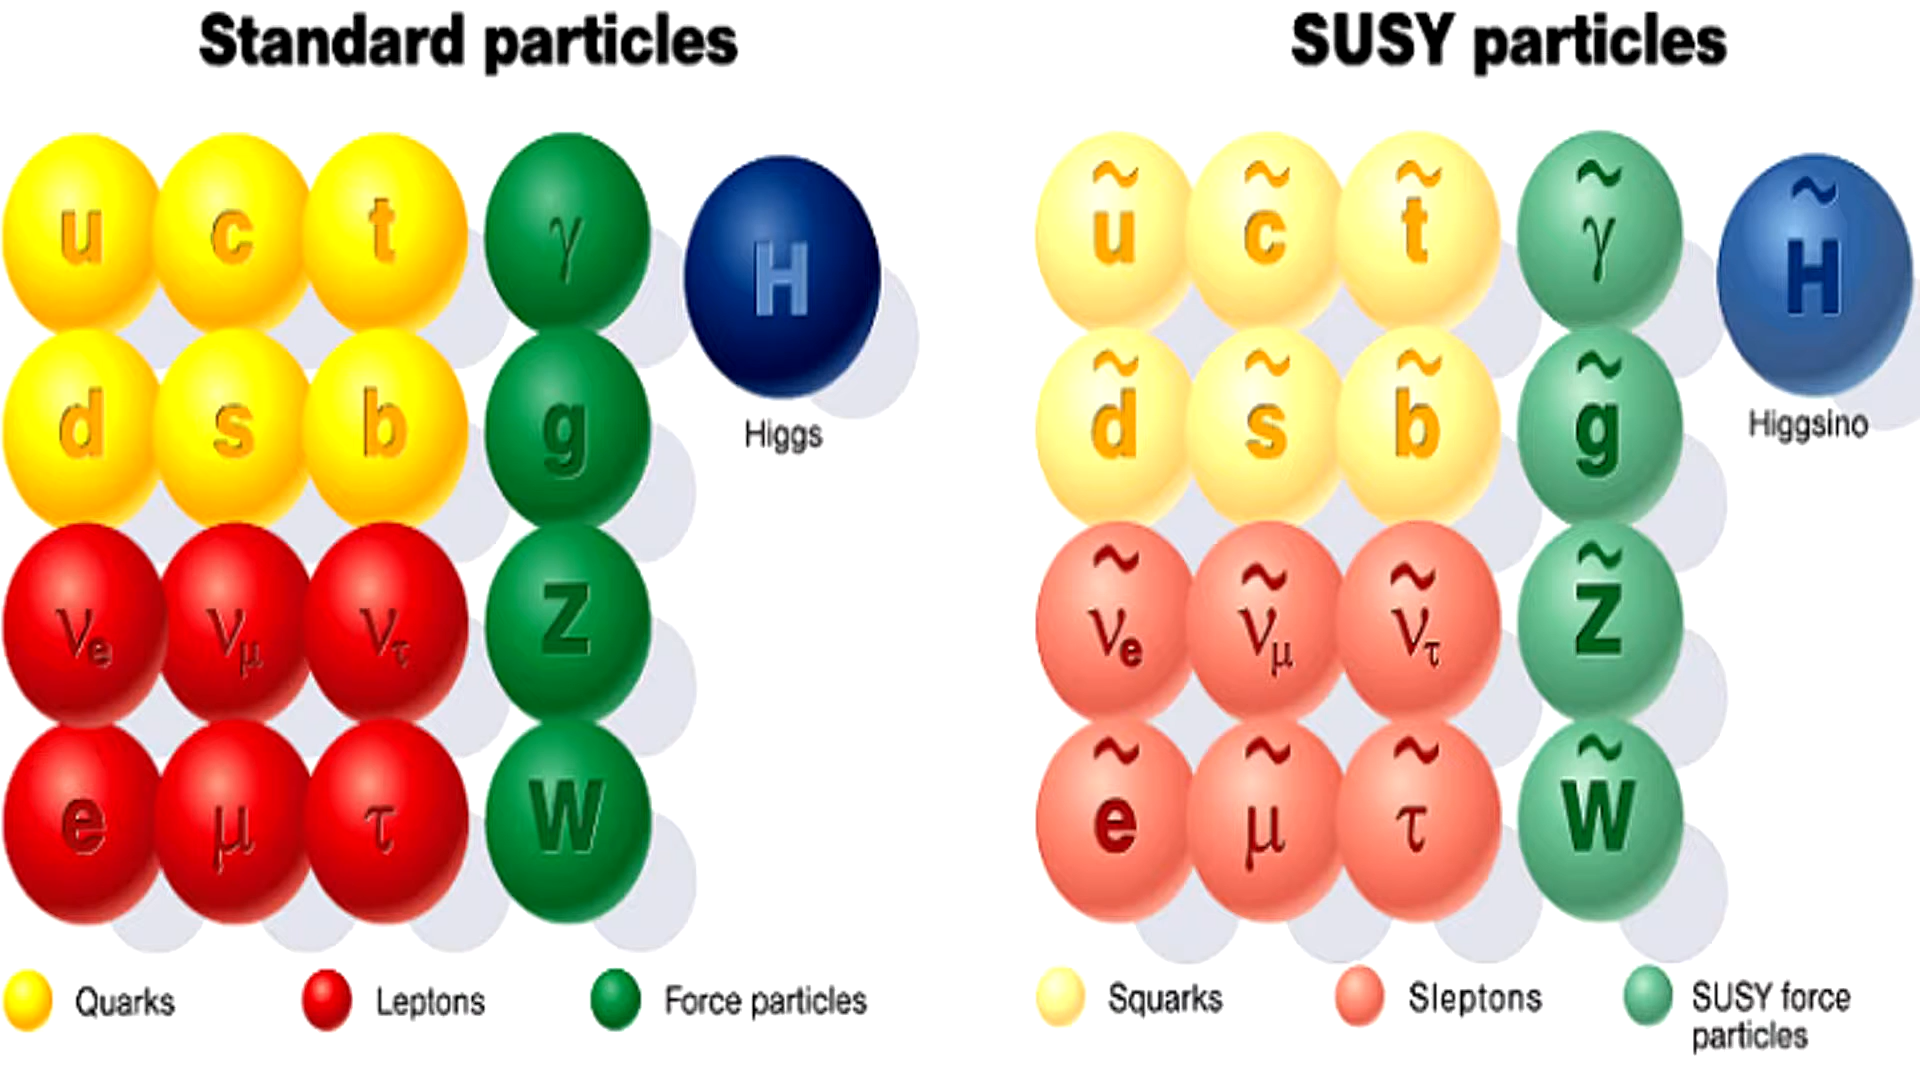 Standard particles
u c t γ
H
d s b g
Higgs
νe νμ ντ Z
e μ τ W
Quarks Leptons Force particles
SUSY particles
ũ c̃ t̃ γ̃
H̃
d̃ s̃ b̃ g̃
Higgsino
ν̃e ν̃μ ν̃τ Z̃
ẽ μ̃ τ̃ W̃
Squarks Sleptons SUSY force
particles